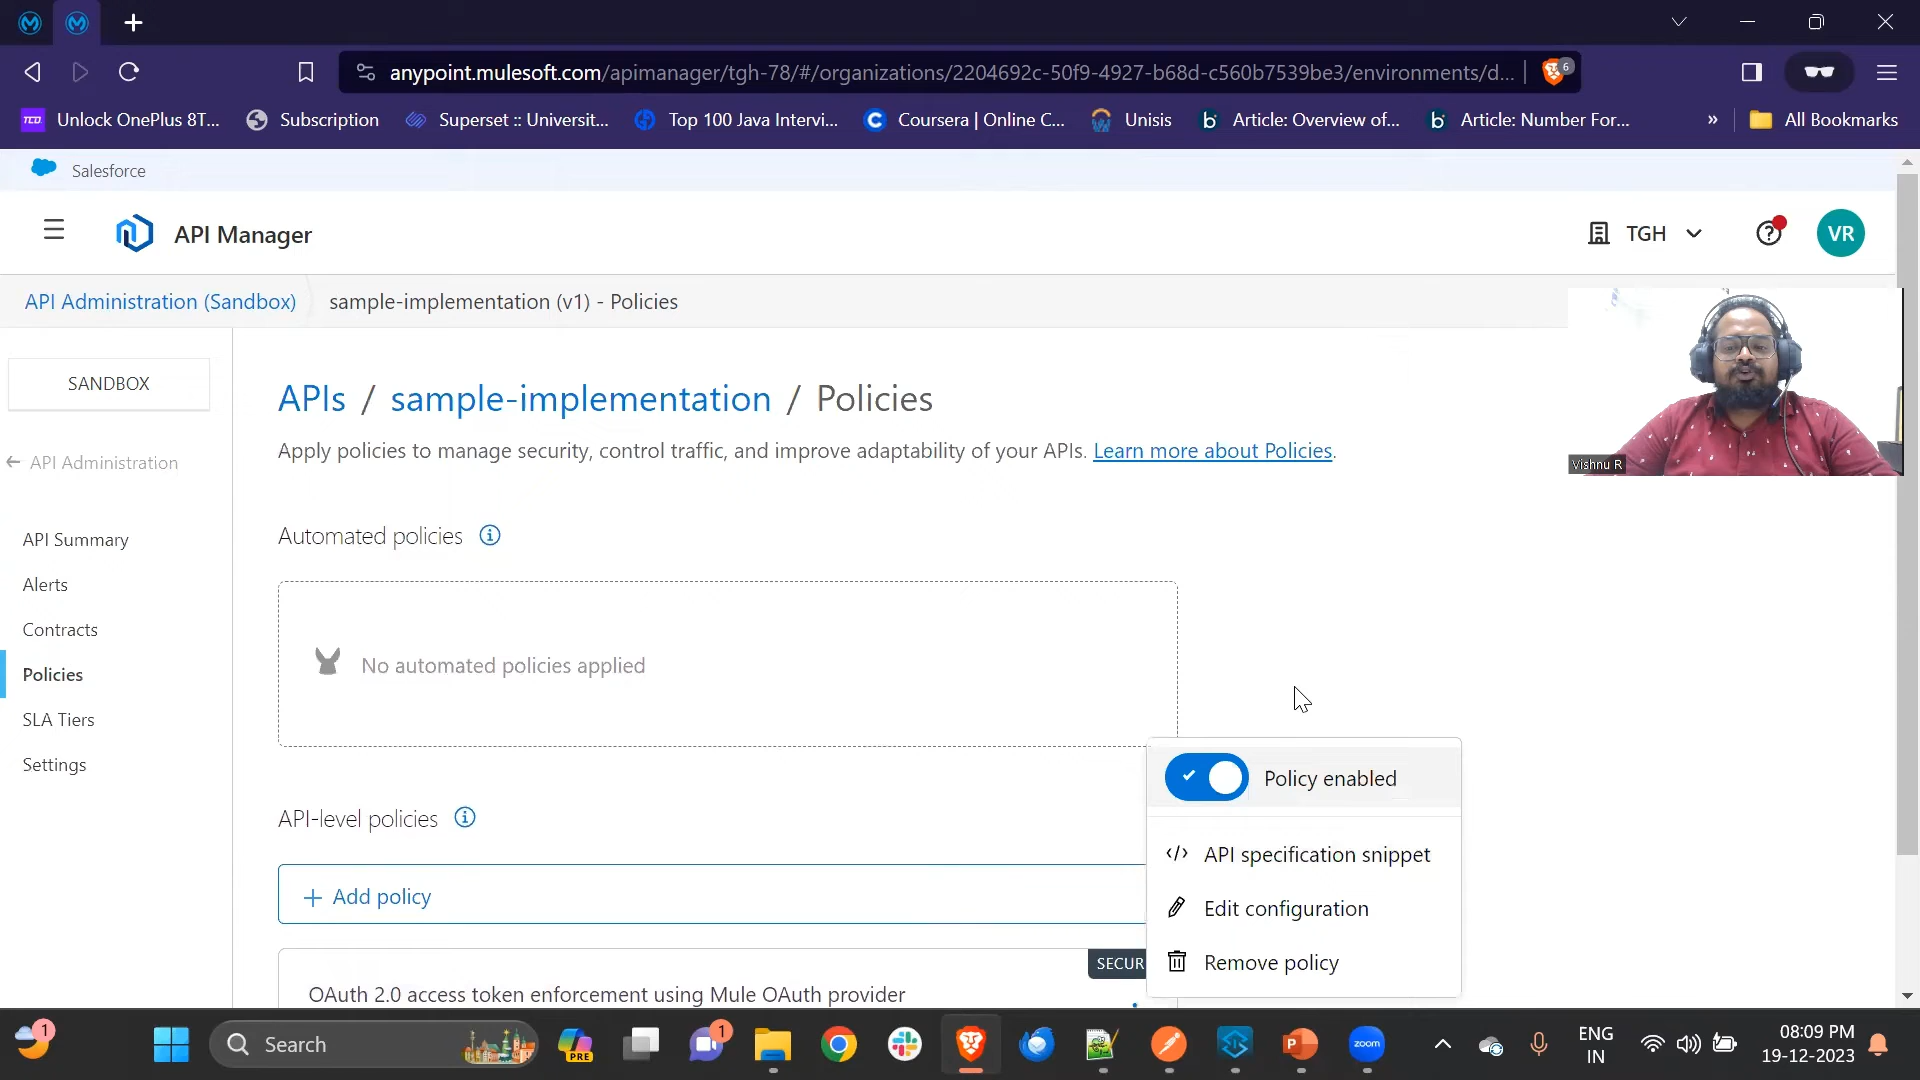 anypoint.mulesoft.com/apimanager/tgh-78/#/organizations/2204692c-50f9-4927-b68d-c560b7539be3/environments/d...
6
TCD
Unlock OnePlus 8T...
Subscription
Superset :: Universit...
Top 100 Java Intervi...
Coursera | Online C...
Unisis
Article: Overview of...
Article: Number For...
»
All Bookmarks
Salesforce
API Manager
TGH
VR
API Administration (Sandbox)
sample-implementation (v1) - Policies
SANDBOX
API Administration
API Summary
Alerts
Contracts
Policies
SLA Tiers
Settings
APIs / sample-implementation / Policies
Apply policies to manage security, control traffic, and improve adaptability of your APIs. Learn more about Policies.
Vishnu R
Automated policies
No automated policies applied
API-level policies
+ Add policy
SECUR
OAuth 2.0 access token enforcement using Mule OAuth provider
Policy enabled
API specification snippet
Edit configuration
Remove policy
1
Search
PRE
1
zoom
ENG
IN
08:09 PM
19-12-2023